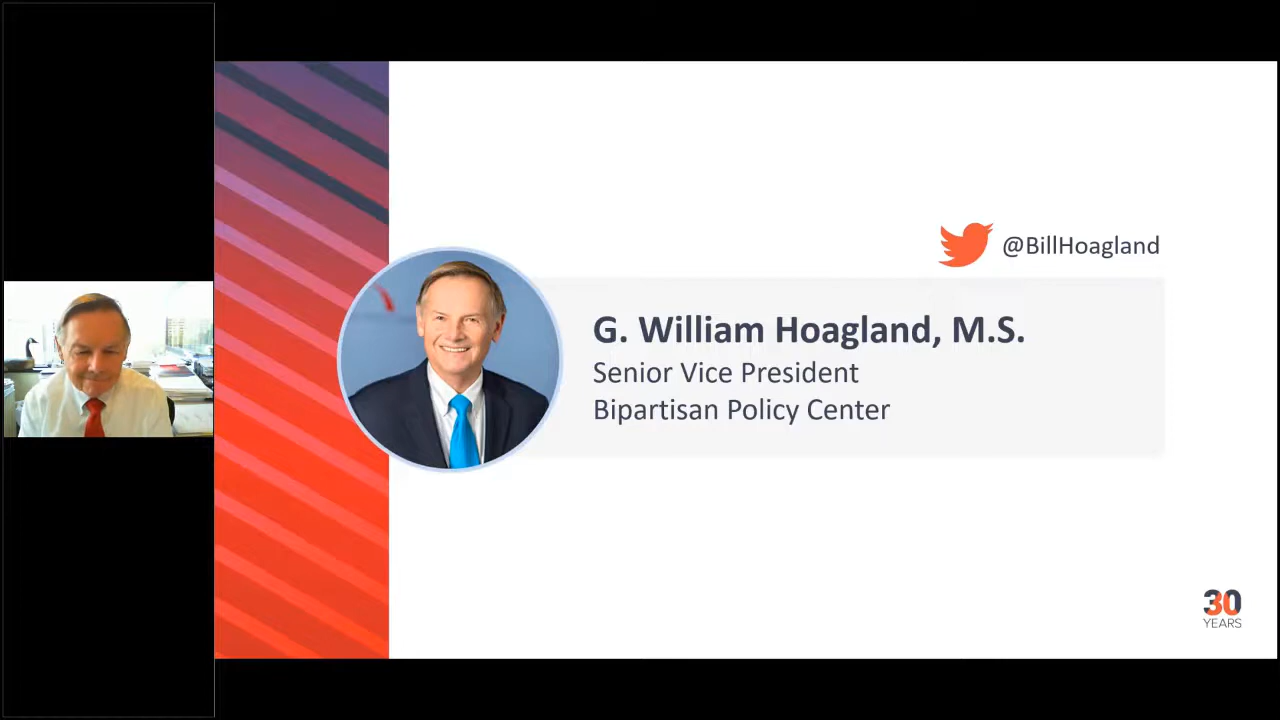 @BillHoagland
G. William Hoagland, M.S.
Senior Vice President
Bipartisan Policy Center
30
YEARS